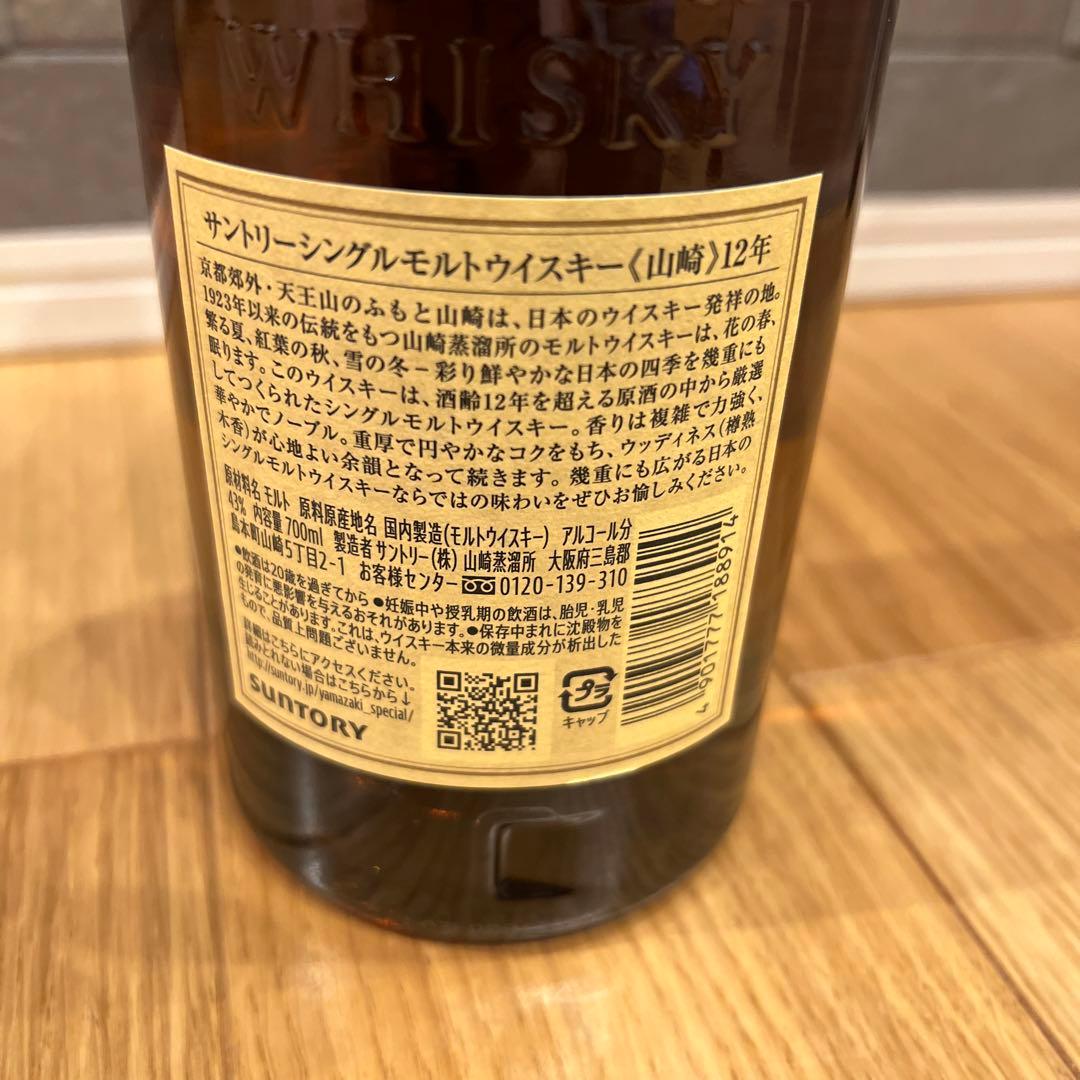 WHISKY
サントリーシングルモルトウイスキー《山崎》12年
京都郊外・天王山のふもと山崎は、日本のウイスキー発祥の地。
1923年以来の伝統をもつ山崎蒸溜所のモルトウイスキーは、花の春、
繁る夏、紅葉の秋、雪の冬－彩り鮮やかな日本の四季を幾重にも
眠ります。このウイスキーは、酒齢12年を超える原酒の中から厳選
してつくられたシングルモルトウイスキー。香りは複雑で力強く、
華やかでノーブル。重厚で円やかなコクをもち、ウッディネス(樽熟
木香)が心地よい余韻となって続きます。幾重にも広がる日本の
シングルモルトウイスキーならではの味わいをぜひお愉しみください。
原材料名 モルト 原料原産地名 国内製造(モルトウイスキー) アルコール分
43% 内容量 700ml 製造者 サントリー(株) 山崎蒸溜所 大阪府三島郡
島本町山崎5丁目2-1 お客様センター 0120-139-310
●飲酒は20歳を過ぎてから ●妊娠中や授乳期の飲酒は、胎児・乳児
の発育に悪影響を与えるおそれがあります。●保存中まれに沈殿物を
生じることがあります。これは、ウイスキー本来の微量成分が析出した
もので、品質上問題ございません。
詳細はこちらにアクセスください。
読みとれない場合はこちらから↓
http://suntory.jp/yamazaki_special/
SUNTORY
プラ
キャップ
4 901777 188914